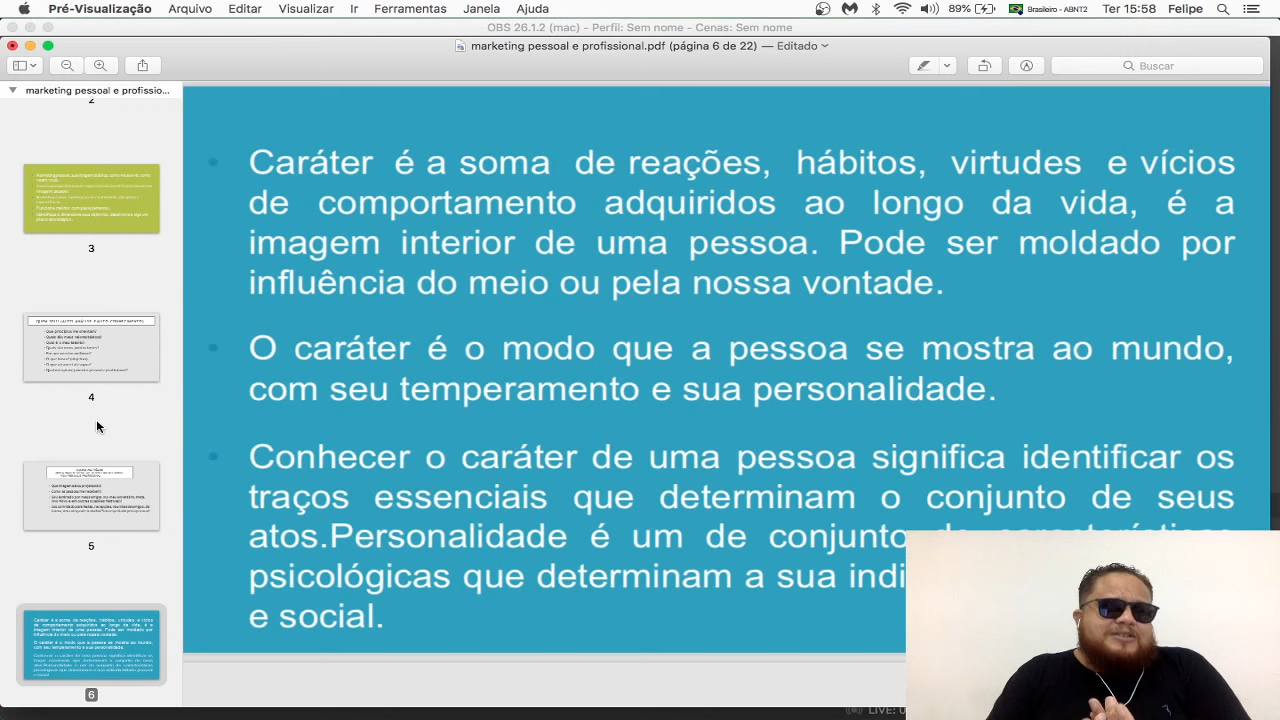 Pré-Visualização Arquivo Editar Visualizar Ir Ferramentas Janela Ajuda 89% Brasileiro - ABNT2 Ter 15:58 Felipe
OBS 26.1.2 (mac) - Perfil: Sem nome - Cenas: Sem nome
marketing pessoal e profissional.pdf (página 6 de 22) — Editado
Buscar
marketing pessoal e profissio...
2
3
4
5
6
Caráter é a soma de reações, hábitos, virtudes e vícios
de comportamento adquiridos ao longo da vida, é a
imagem interior de uma pessoa. Pode ser moldado por
influência do meio ou pela nossa vontade.
O caráter é o modo que a pessoa se mostra ao mundo,
com seu temperamento e sua personalidade.
Conhecer o caráter de uma pessoa significa identificar os
traços essenciais que determinam o conjunto de seus
atos.Personalidade é um de conjunto de características
psicológicas que determinam a sua indi
e social.
LIVE: